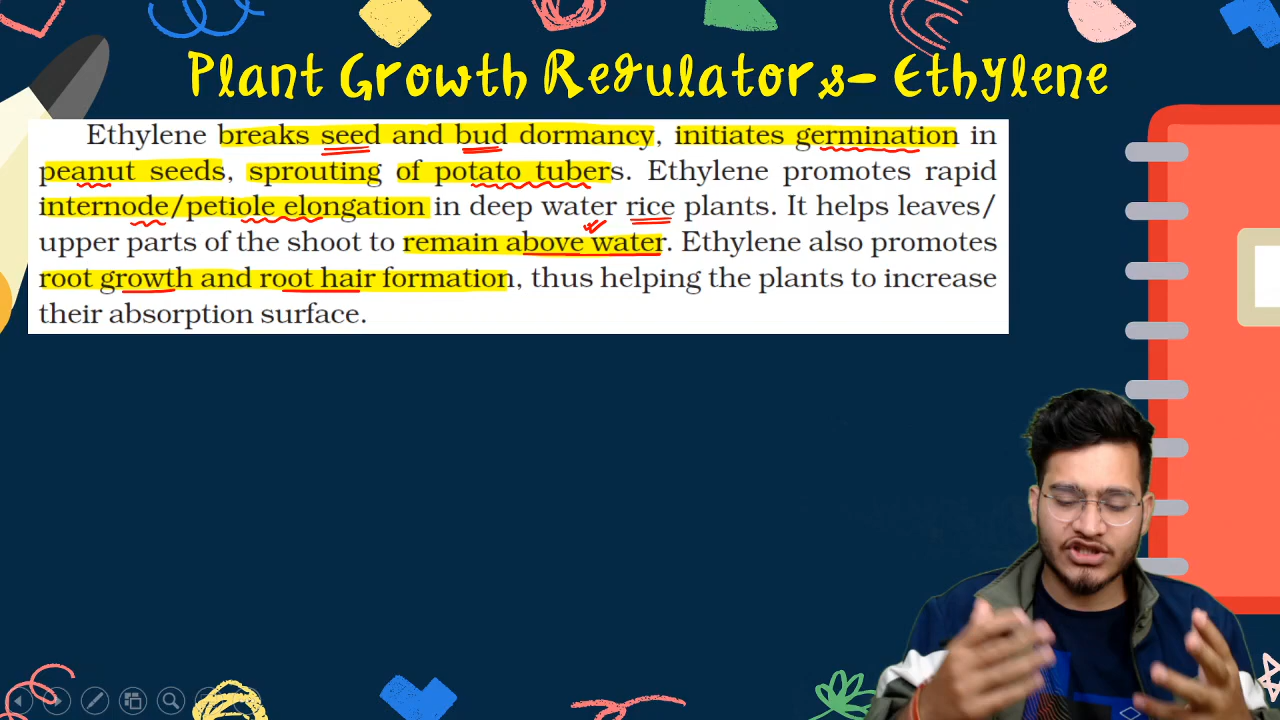 Plant Growth Regulators- Ethylene
Ethylene breaks seed and bud dormancy, initiates germination in
peanut seeds, sprouting of potato tubers. Ethylene promotes rapid
internode/petiole elongation in deep water rice plants. It helps leaves/
upper parts of the shoot to remain above water. Ethylene also promotes
root growth and root hair formation, thus helping the plants to increase
their absorption surface.